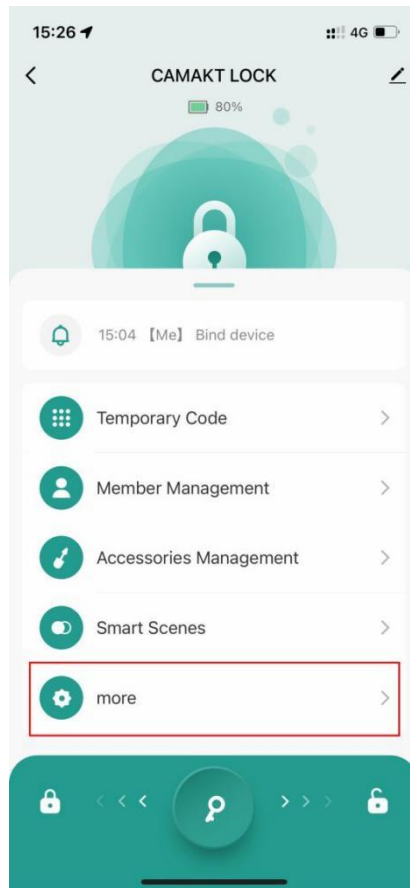 15:26
4G
CAMAKT LOCK
80%
15:04 【Me】 Bind device
Temporary Code
Member Management
Accessories Management
Smart Scenes
more